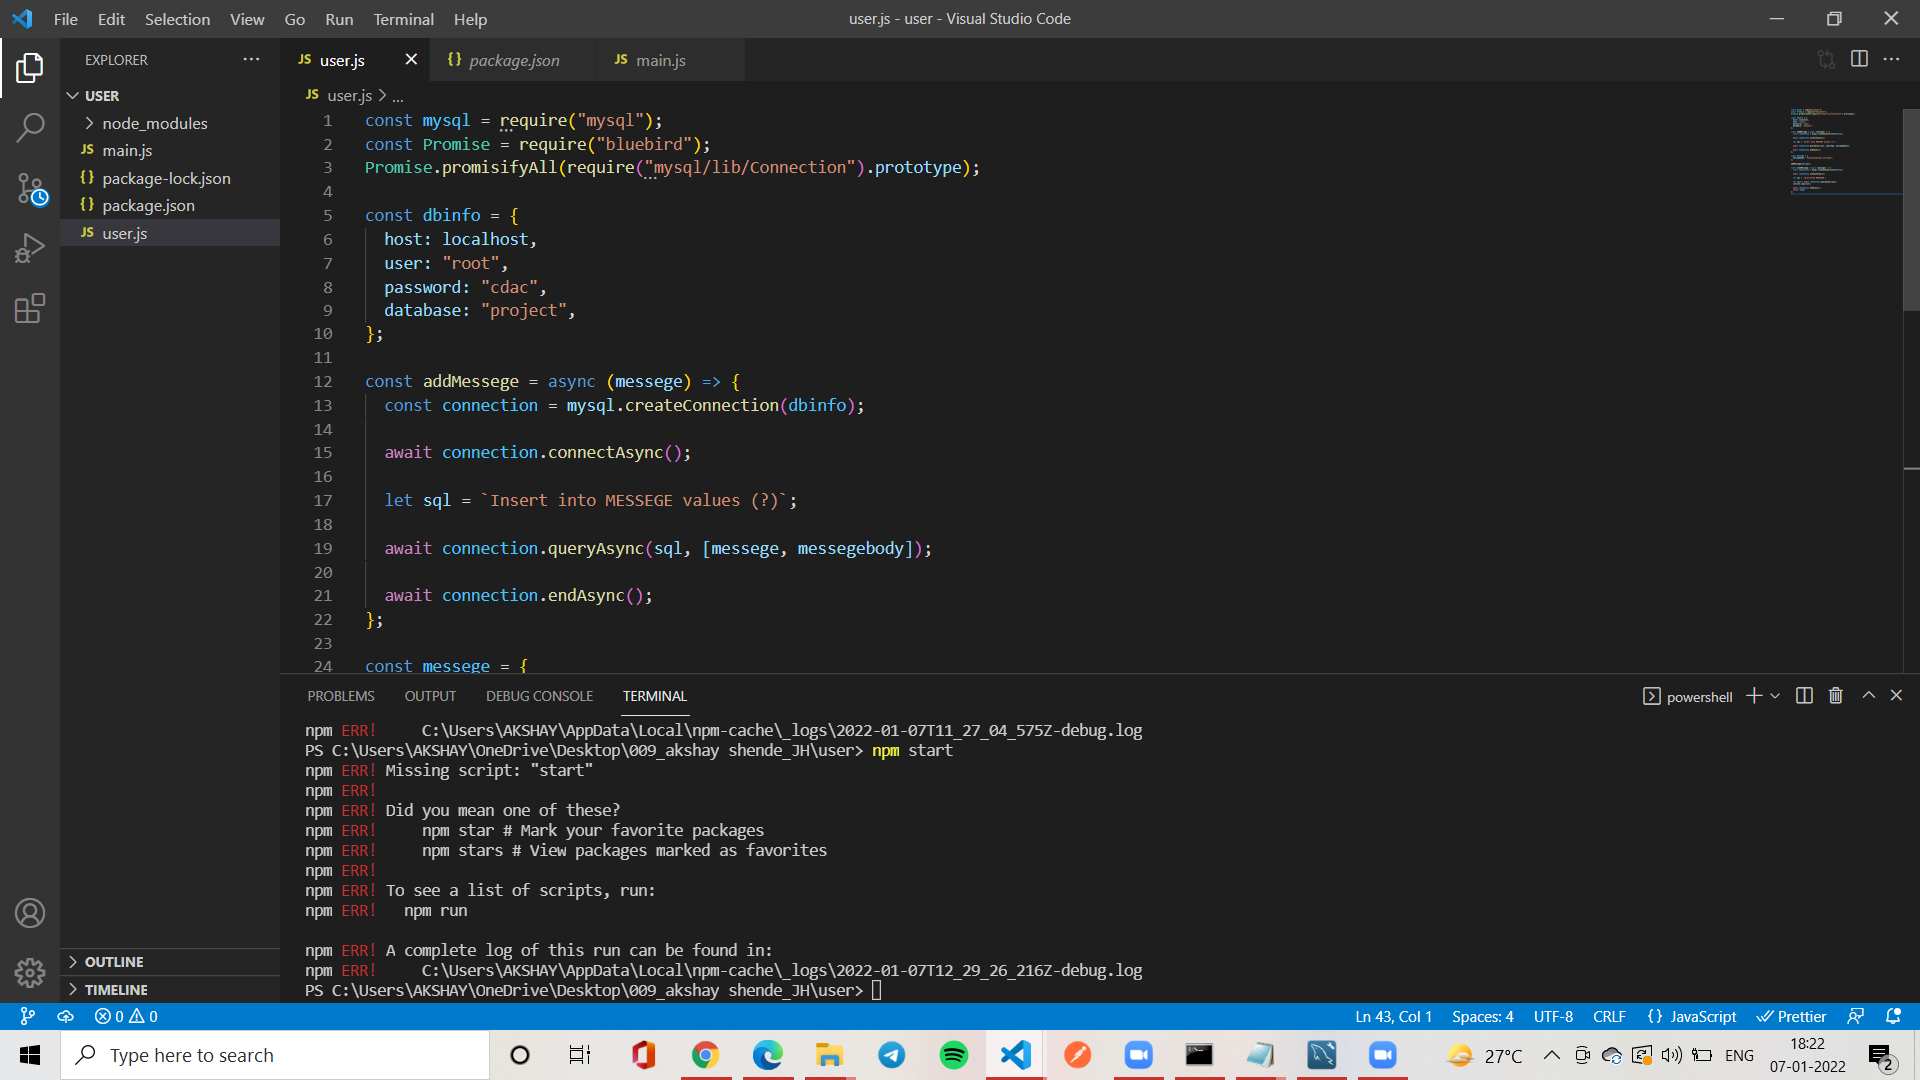 File Edit Selection View Go Run Terminal Help
user.js - user - Visual Studio Code
EXPLORER ...
USER
node_modules
JS main.js
{} package-lock.json
{} package.json
JS user.js
OUTLINE
TIMELINE
JS user.js
{} package.json
JS main.js
JS user.js > ...
1 const mysql = require("mysql");
2 const Promise = require("bluebird");
3 Promise.promisifyAll(require("mysql/lib/Connection").prototype);
4
5 const dbinfo = {
6 host: localhost,
7 user: "root",
8 password: "cdac",
9 database: "project",
10 };
11
12 const addMessege = async (messege) => {
13 const connection = mysql.createConnection(dbinfo);
14
15 await connection.connectAsync();
16
17 let sql = `Insert into MESSEGE values (?)`;
18
19 await connection.queryAsync(sql, [messege, messegebody]);
20
21 await connection.endAsync();
22 };
23
24 const messege = {
PROBLEMS OUTPUT DEBUG CONSOLE TERMINAL
powershell
npm ERR! C:\Users\AKSHAY\AppData\Local\npm-cache\_logs\2022-01-07T11_27_04_575Z-debug.log
PS C:\Users\AKSHAY\OneDrive\Desktop\009_akshay shende_JH\user> npm start
npm ERR! Missing script: "start"
npm ERR!
npm ERR! Did you mean one of these?
npm ERR! npm star # Mark your favorite packages
npm ERR! npm stars # View packages marked as favorites
npm ERR!
npm ERR! To see a list of scripts, run:
npm ERR! npm run
npm ERR! A complete log of this run can be found in:
npm ERR! C:\Users\AKSHAY\AppData\Local\npm-cache\_logs\2022-01-07T12_29_26_216Z-debug.log
PS C:\Users\AKSHAY\OneDrive\Desktop\009_akshay shende_JH\user>
0 0
Ln 43, Col 1 Spaces: 4 UTF-8 CRLF {} JavaScript Prettier
Type here to search
27°C ENG
18:22
07-01-2022
2